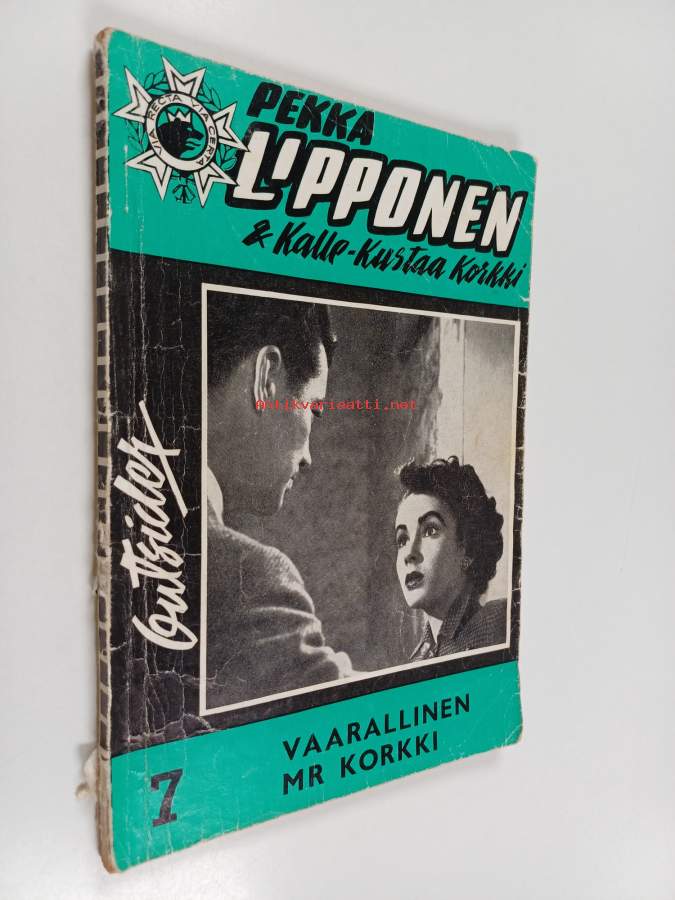 VIA RECTA VIA CERTA
PEKKA
LIPPONEN
& Kalle-Kustaa Korkki
Antikvariaatti.net
outsider
VAARALLINEN
MR KORKKI
7